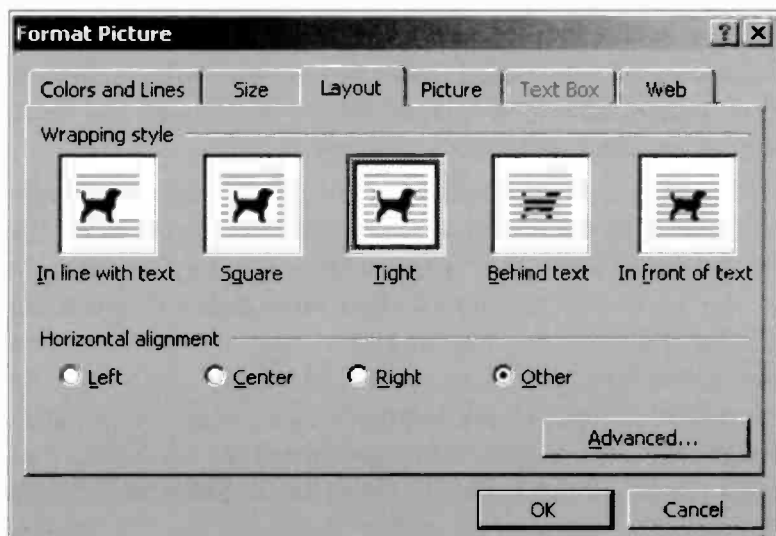 Format Picture
Colors and Lines Size Layout Picture Text Box Web
Wrapping style
In line with text Square Tight Behind text In front of text
Horizontal alignment
Left Center Right Other
Advanced...
OK Cancel